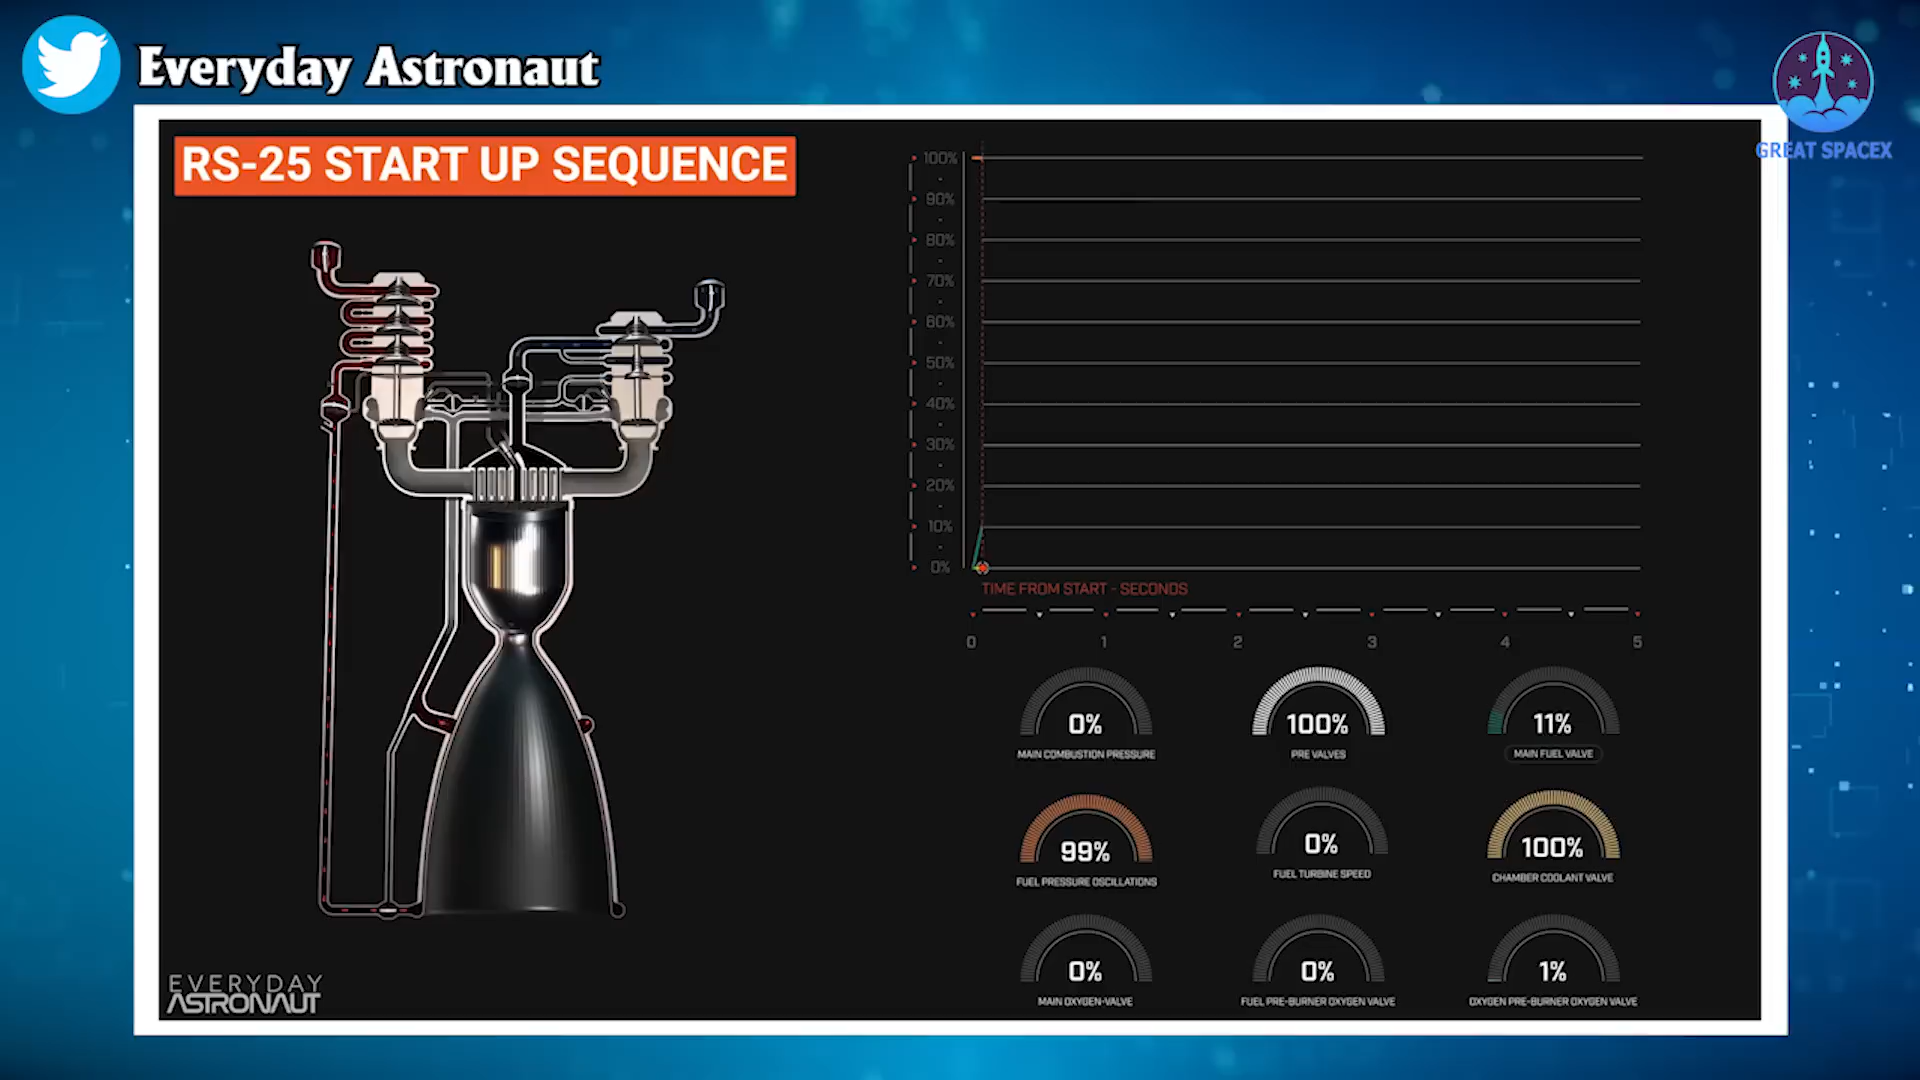 Everyday Astronaut
GREAT SPACEX
RS-25 START UP SEQUENCE
100%
90%
80%
70%
60%
50%
40%
30%
20%
10%
0%
TIME FROM START - SECONDS
0 1 2 3 4 5
0% 100% 11%
MAIN COMBUSTION PRESSURE PRE VALVES MAIN FUEL VALVE
99% 0% 100%
FUEL PRESSURE OSCILLATIONS FUEL TURBINE SPEED CHAMBER COOLANT VALVE
0% 0% 1%
MAIN OXYGEN-VALVE FUEL PRE-BURNER OXYGEN VALVE OXYGEN PRE-BURNER OXYGEN VALVE
EVERYDAY
ASTRONAUT